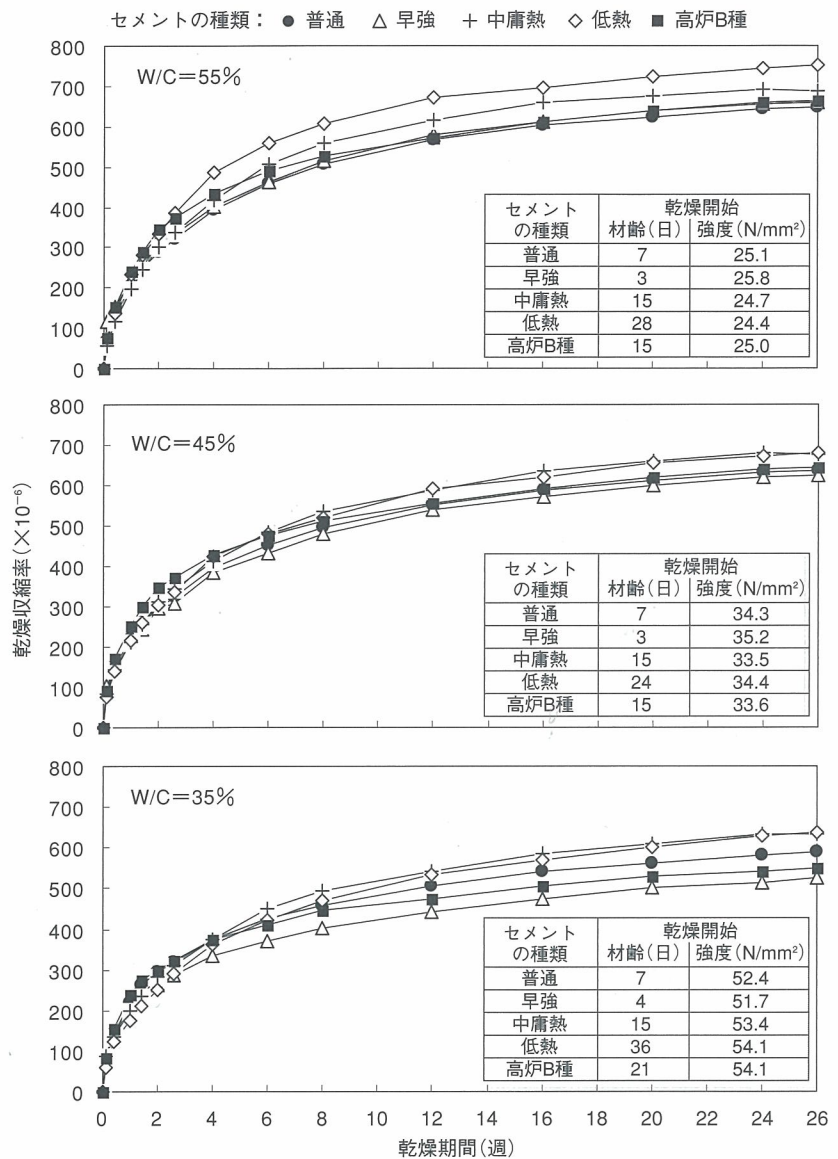 セメントの種類： ● 普通 △ 早強 ＋ 中庸熱 ◇ 低熱 ■ 高炉B種
乾燥収縮率(×10⁻⁶)
800
700
600
500
400
300
200
100
0
W/C＝55%
セメントの種類 乾燥開始
材齢(日) 強度(N/mm²)
普通 7 25.1
早強 3 25.8
中庸熱 15 24.7
低熱 28 24.4
高炉B種 15 25.0
800
700
600
500
400
300
200
100
0
W/C＝45%
セメントの種類 乾燥開始
材齢(日) 強度(N/mm²)
普通 7 34.3
早強 3 35.2
中庸熱 15 33.5
低熱 24 34.4
高炉B種 15 33.6
800
700
600
500
400
300
200
100
0
W/C＝35%
セメントの種類 乾燥開始
材齢(日) 強度(N/mm²)
普通 7 52.4
早強 4 51.7
中庸熱 15 53.4
低熱 36 54.1
高炉B種 21 54.1
0 2 4 6 8 10 12 14 16 18 20 22 24 26
乾燥期間(週)